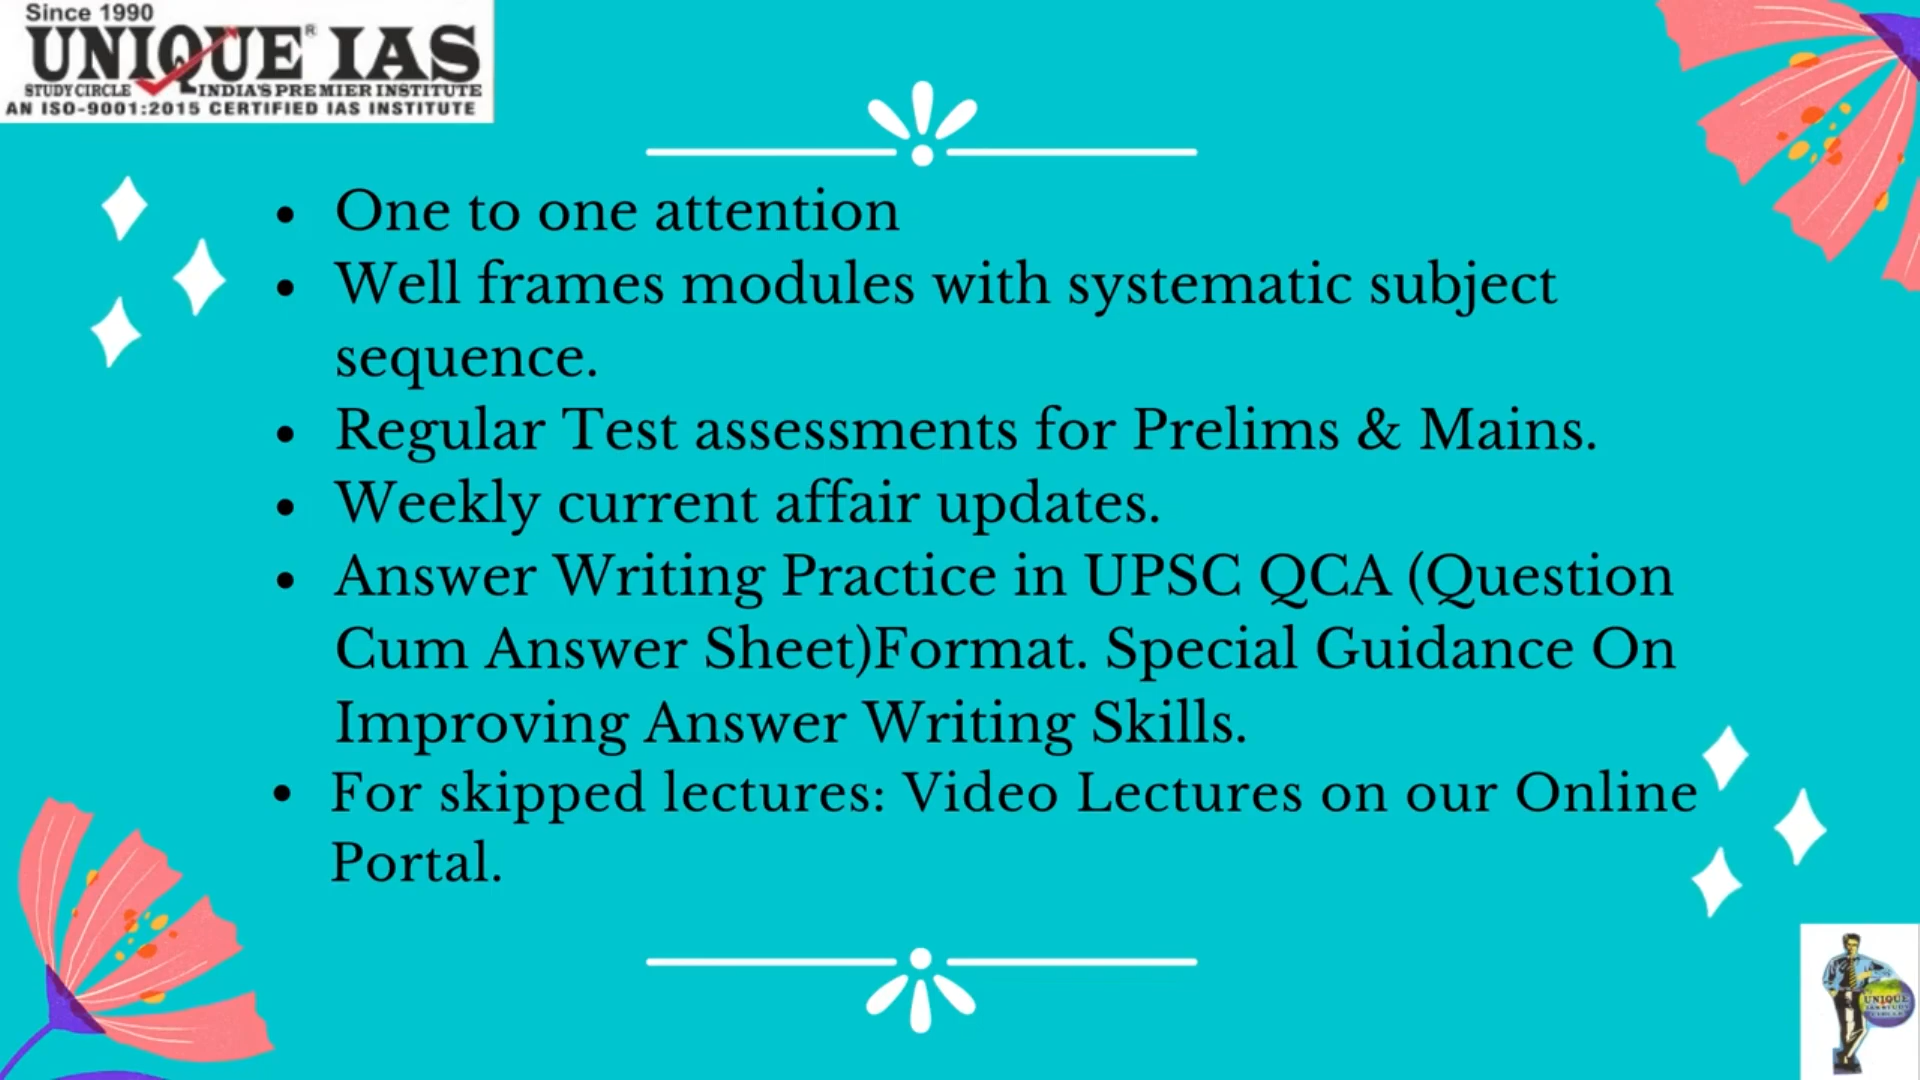 Since 1990
UNIQUE® IAS
STUDY CIRCLE INDIA'S PREMIER INSTITUTE
AN ISO-9001:2015 CERTIFIED IAS INSTITUTE
• One to one attention
• Well frames modules with systematic subject
sequence.
• Regular Test assessments for Prelims & Mains.
• Weekly current affair updates.
• Answer Writing Practice in UPSC QCA (Question
Cum Answer Sheet)Format. Special Guidance On
Improving Answer Writing Skills.
• For skipped lectures: Video Lectures on our Online
Portal.
UNIQUE